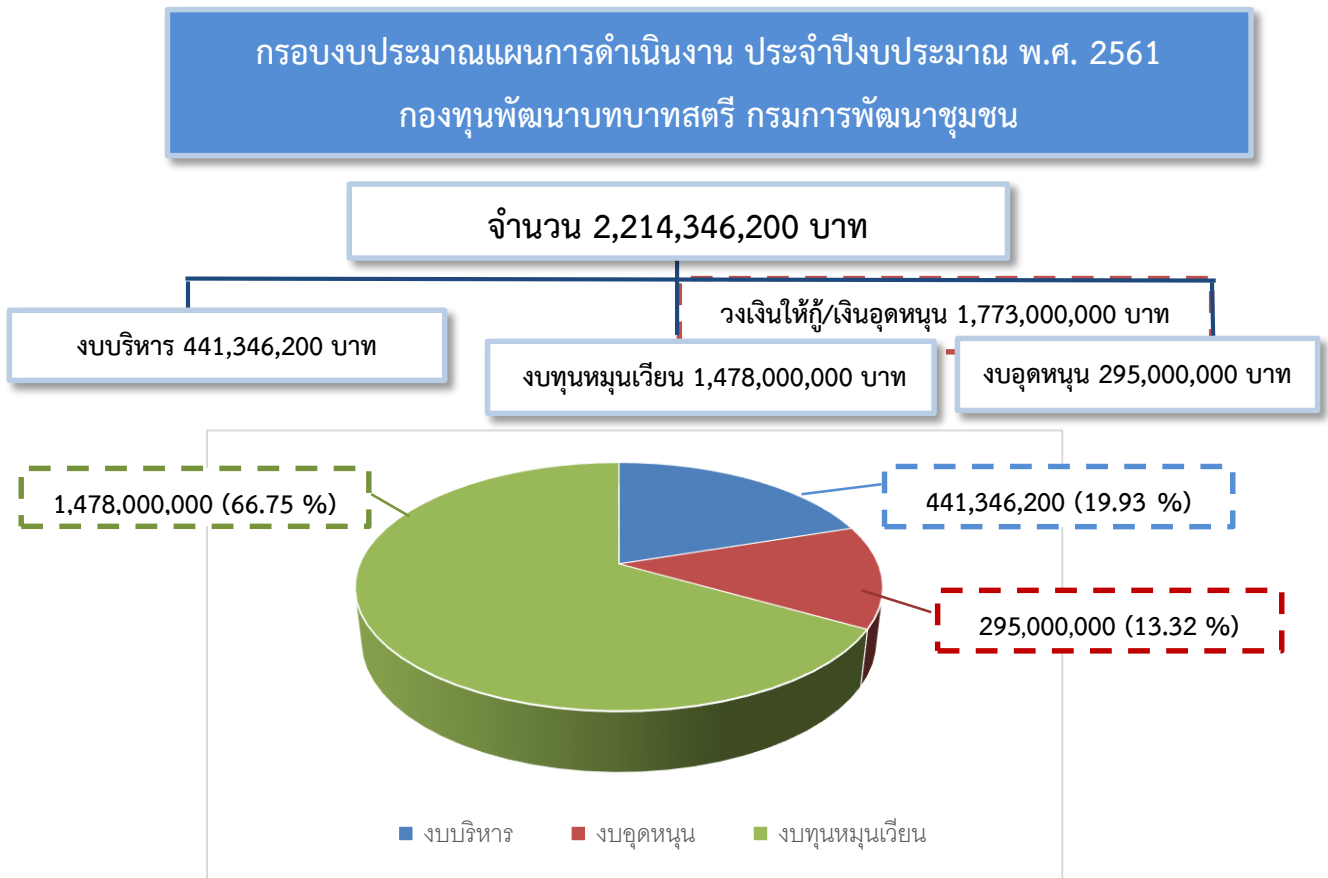 กรอบงบประมาณแผนการดำเนินงาน ประจำปีงบประมาณ พ.ศ. 2561
กองทุนพัฒนาบทบาทสตรี กรมการพัฒนาชุมชน
จำนวน 2,214,346,200 บาท
วงเงินให้กู้/เงินอุดหนุน 1,773,000,000 บาท
งบบริหาร 441,346,200 บาท
งบทุนหมุนเวียน 1,478,000,000 บาท
งบอุดหนุน 295,000,000 บาท
1,478,000,000 (66.75 %)
441,346,200 (19.93 %)
295,000,000 (13.32 %)
งบบริหาร
งบอุดหนุน
งบทุนหมุนเวียน